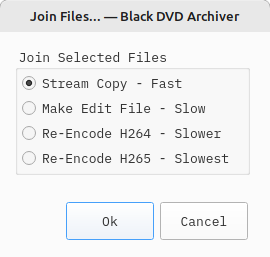 Join Files... — Black DVD Archiver
Join Selected Files
Stream Copy - Fast
Make Edit File - Slow
Re-Encode H264 - Slower
Re-Encode H265 - Slowest
Ok
Cancel